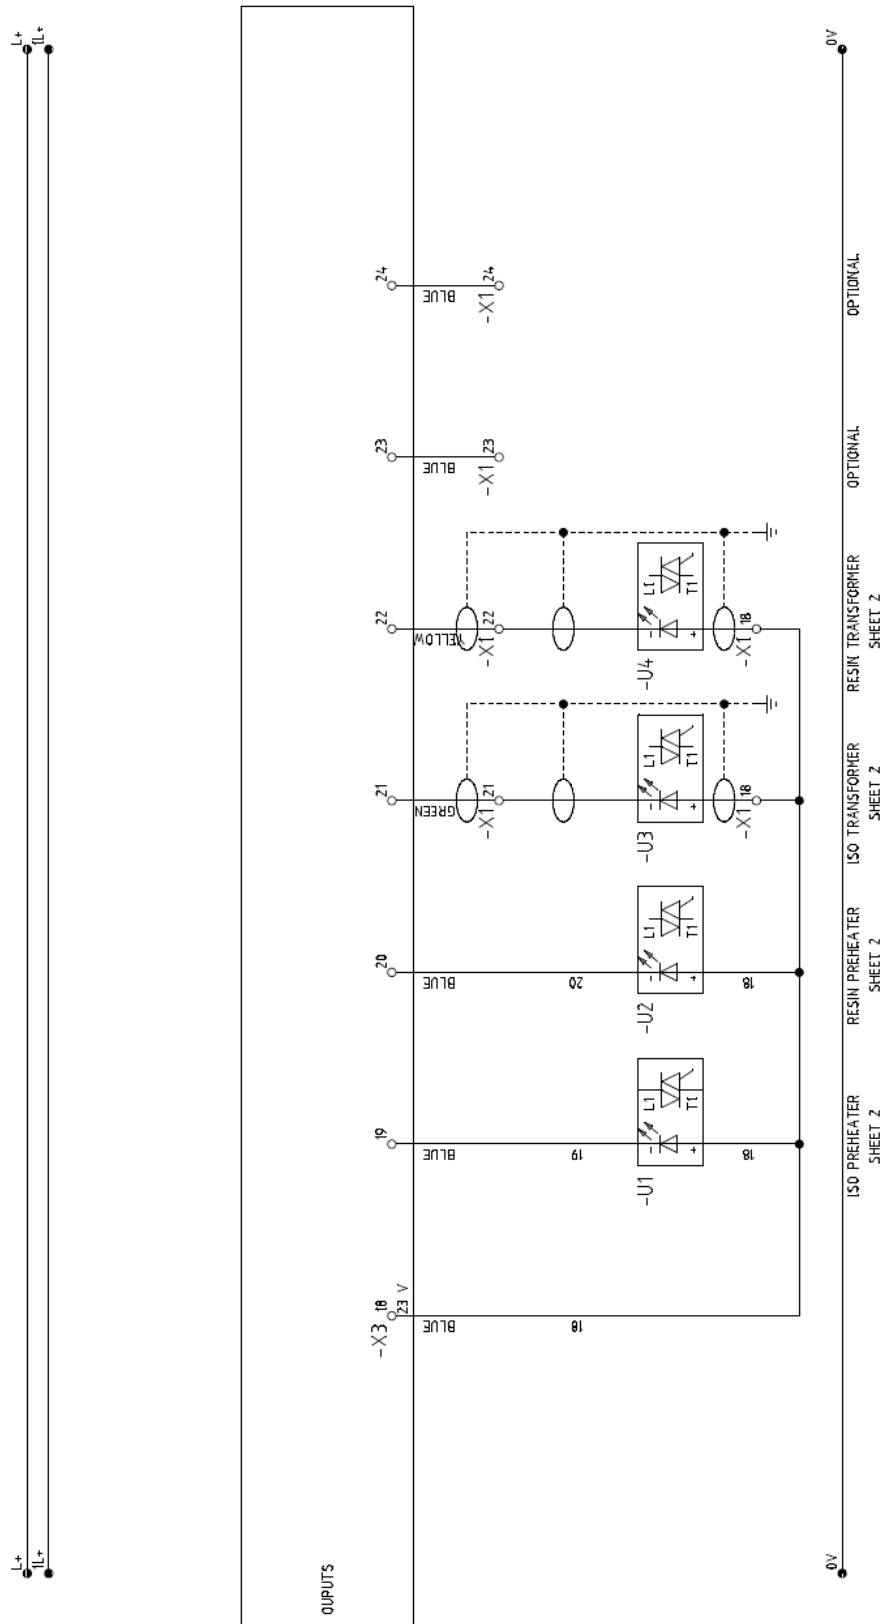 L+ L+
1L+ 1L+
OUPUTS
-X3 18 19 20 21 22 23 24
23 V
BLUE BLUE BLUE GREEN YELLOW BLUE BLUE
-X1 21 -X1 22 -X1 23 -X1 24
18 19 20
-U1 - L1 -U2 - L1 -U3 - L1 -U4 - L1
+ T1 + T1 + T1 + T1
18 18 -X1 18 -X1 18
0V 0V
ISO PREHEATER RESIN PREHEATER ISO TRANSFORMER RESIN TRANSFORMER OPTIONAL OPTIONAL
SHEET 2 SHEET 2 SHEET 2 SHEET 2